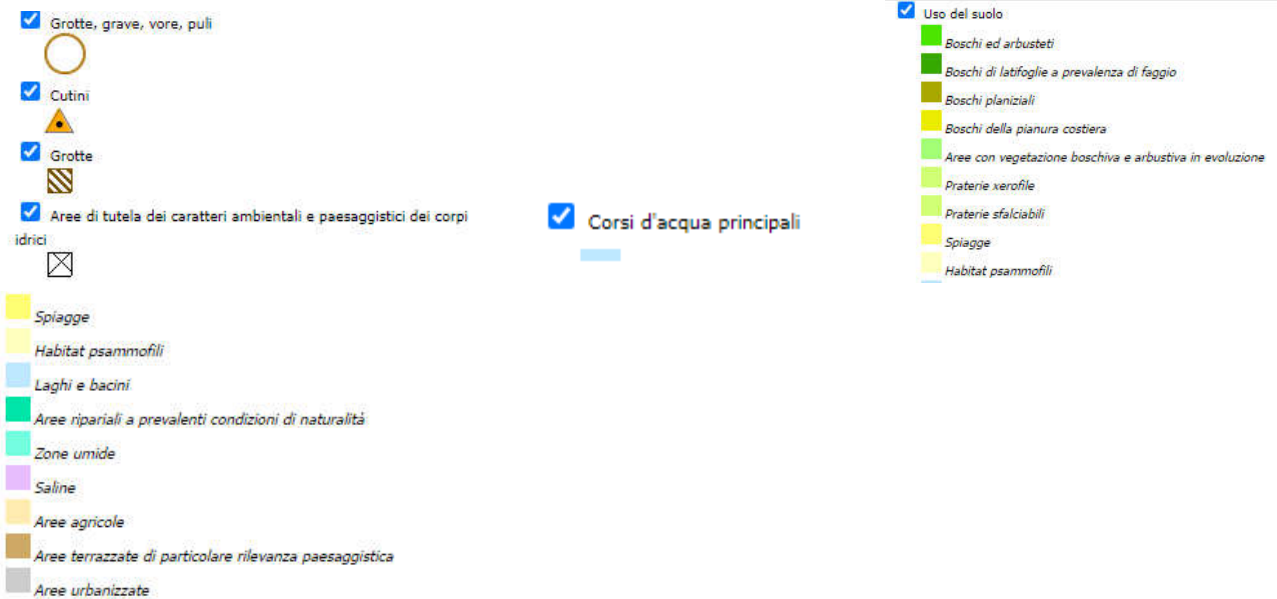 Grotte, grave, vore, puli
Cutini
Grotte
Aree di tutela dei caratteri ambientali e paesaggistici dei corpi
idrici
Corsi d'acqua principali
Uso del suolo
Boschi ed arbusteti
Boschi di latifoglie a prevalenza di faggio
Boschi planiziali
Boschi della pianura costiera
Aree con vegetazione boschiva e arbustiva in evoluzione
Praterie xerofile
Praterie sfalciabili
Spiagge
Habitat psammofili
Spiagge
Habitat psammofili
Laghi e bacini
Aree ripariali a prevalenti condizioni di naturalità
Zone umide
Saline
Aree agricole
Aree terrazzate di particolare rilevanza paesaggistica
Aree urbanizzate